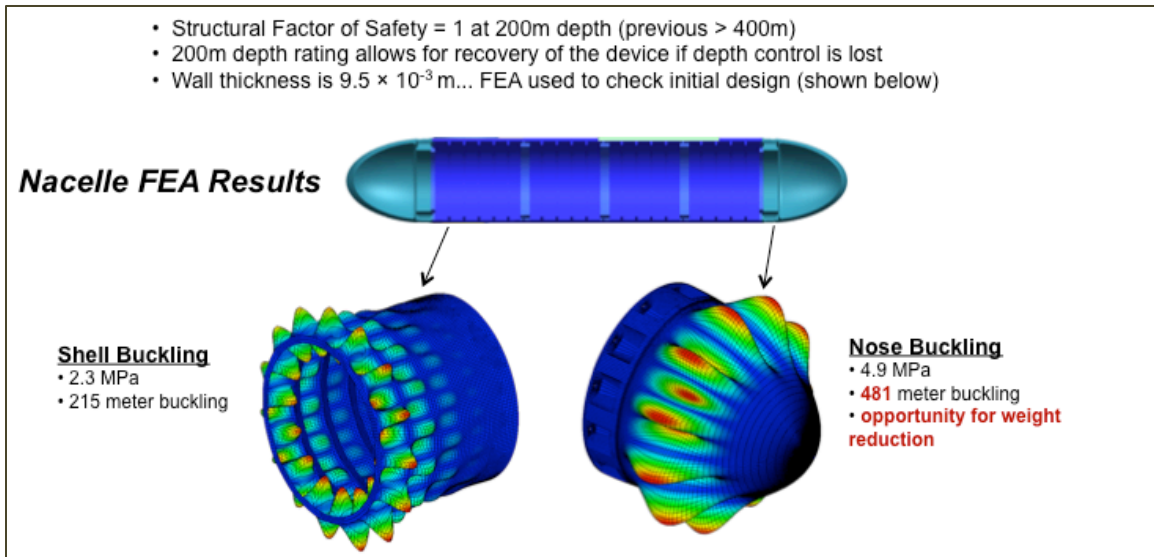 • Structural Factor of Safety = 1 at 200m depth (previous > 400m)
• 200m depth rating allows for recovery of the device if depth control is lost
• Wall thickness is 9.5 × 10⁻³ m... FEA used to check initial design (shown below)
Nacelle FEA Results
Shell Buckling
• 2.3 MPa
• 215 meter buckling
Nose Buckling
• 4.9 MPa
• 481 meter buckling
• opportunity for weight
reduction